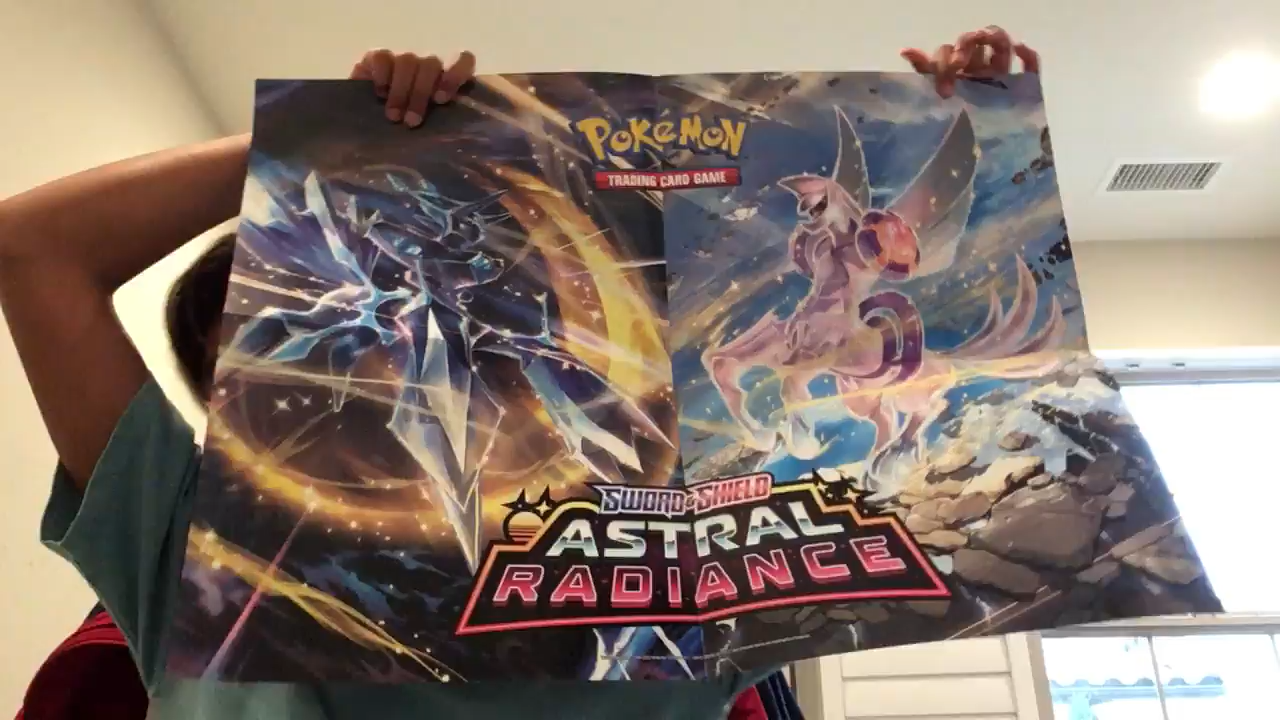 POKéMON
TRADING CARD GAME
SWORD & SHIELD
ASTRAL
RADIANCE